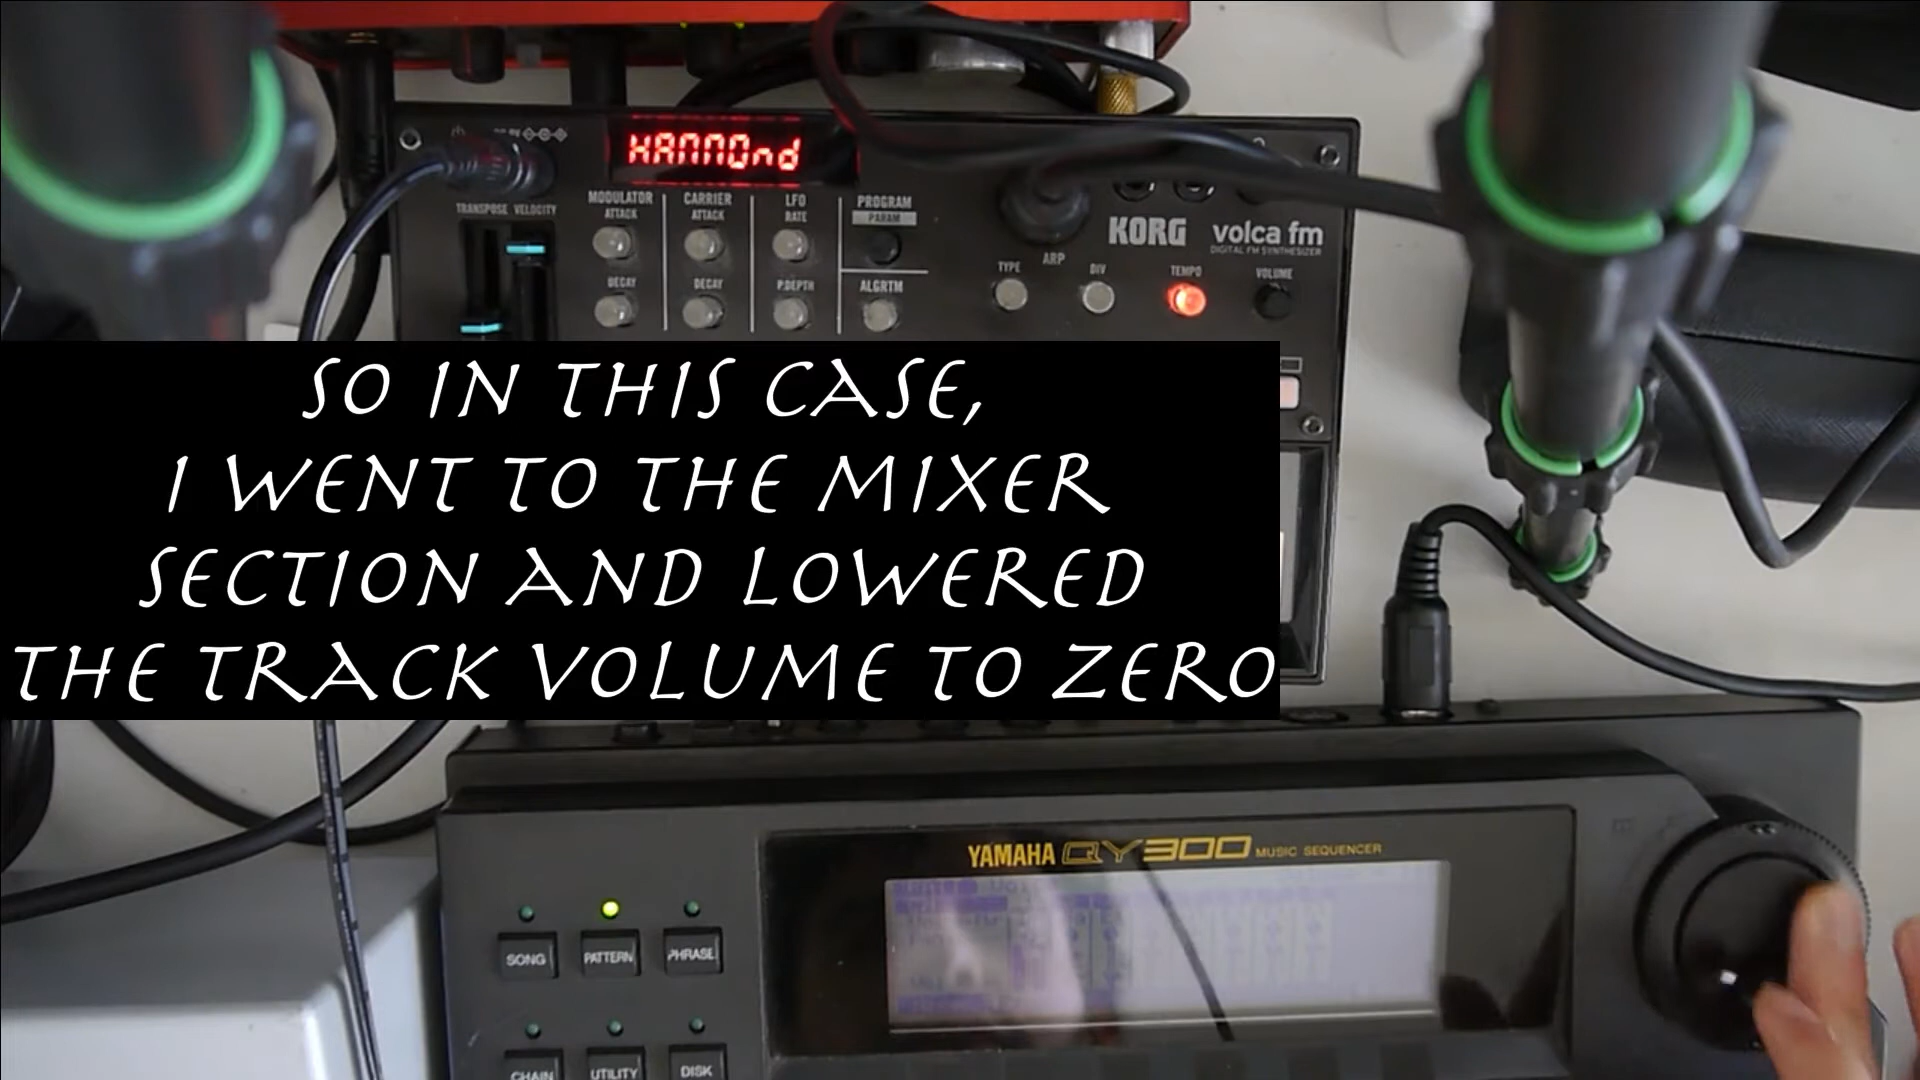 HAMMOnd
TRANSPOSE VELOCITY
MODULATOR
ATTACK
CARRIER
ATTACK
LFO
RATE
PROGRAM
PARAM
DECAY
DECAY
P.DEPTH
ALGRTM
KORG volca fm
DIGITAL FM SYNTHESIZER
ARP
TYPE
DIV
TEMPO
VOLUME
SO IN THIS CASE,
I WENT TO THE MIXER
SECTION AND LOWERED
THE TRACK VOLUME TO ZERO
YAMAHA QY300 MUSIC SEQUENCER
SONG
PATTERN
PHRASE
CHAIN
UTILITY
DISK